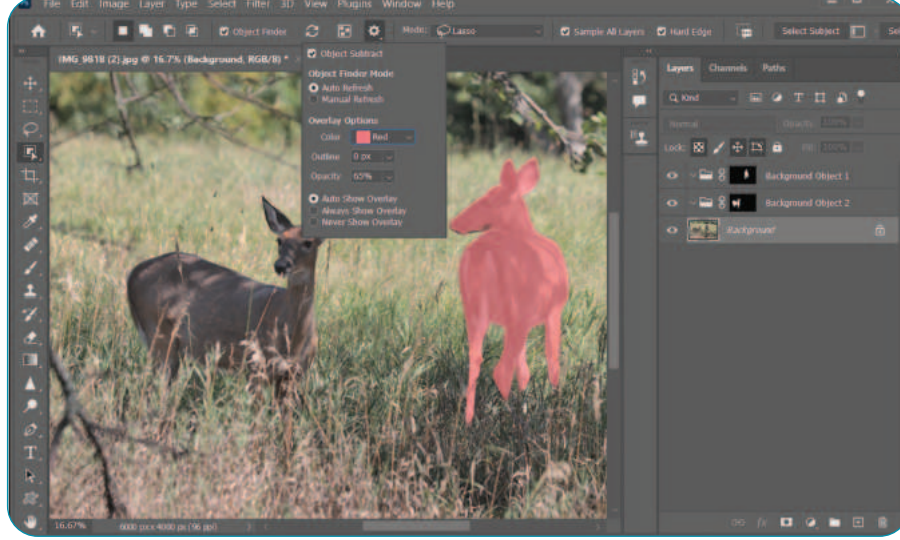 File Edit Image Layer Type Select Filter 3D View Plugins Window Help
Object Finder Mode: Lasso Sample All Layers Hard Edge Select Subject
IMG_9818 (2).jpg @ 16.7% (Background, RGB/8) *
Object Subtract
Object Finder Mode
Auto Refresh
Manual Refresh
Overlay Options
Color Red
Outline 0 px
Opacity 65%
Auto Show Overlay
Always Show Overlay
Never Show Overlay
Layers Channels Paths
Kind
Normal Opacity: 100%
Lock: Fill: 100%
Background Object 1
Background Object 2
Background
16.67% 6000 px x 4000 px (96 ppi)